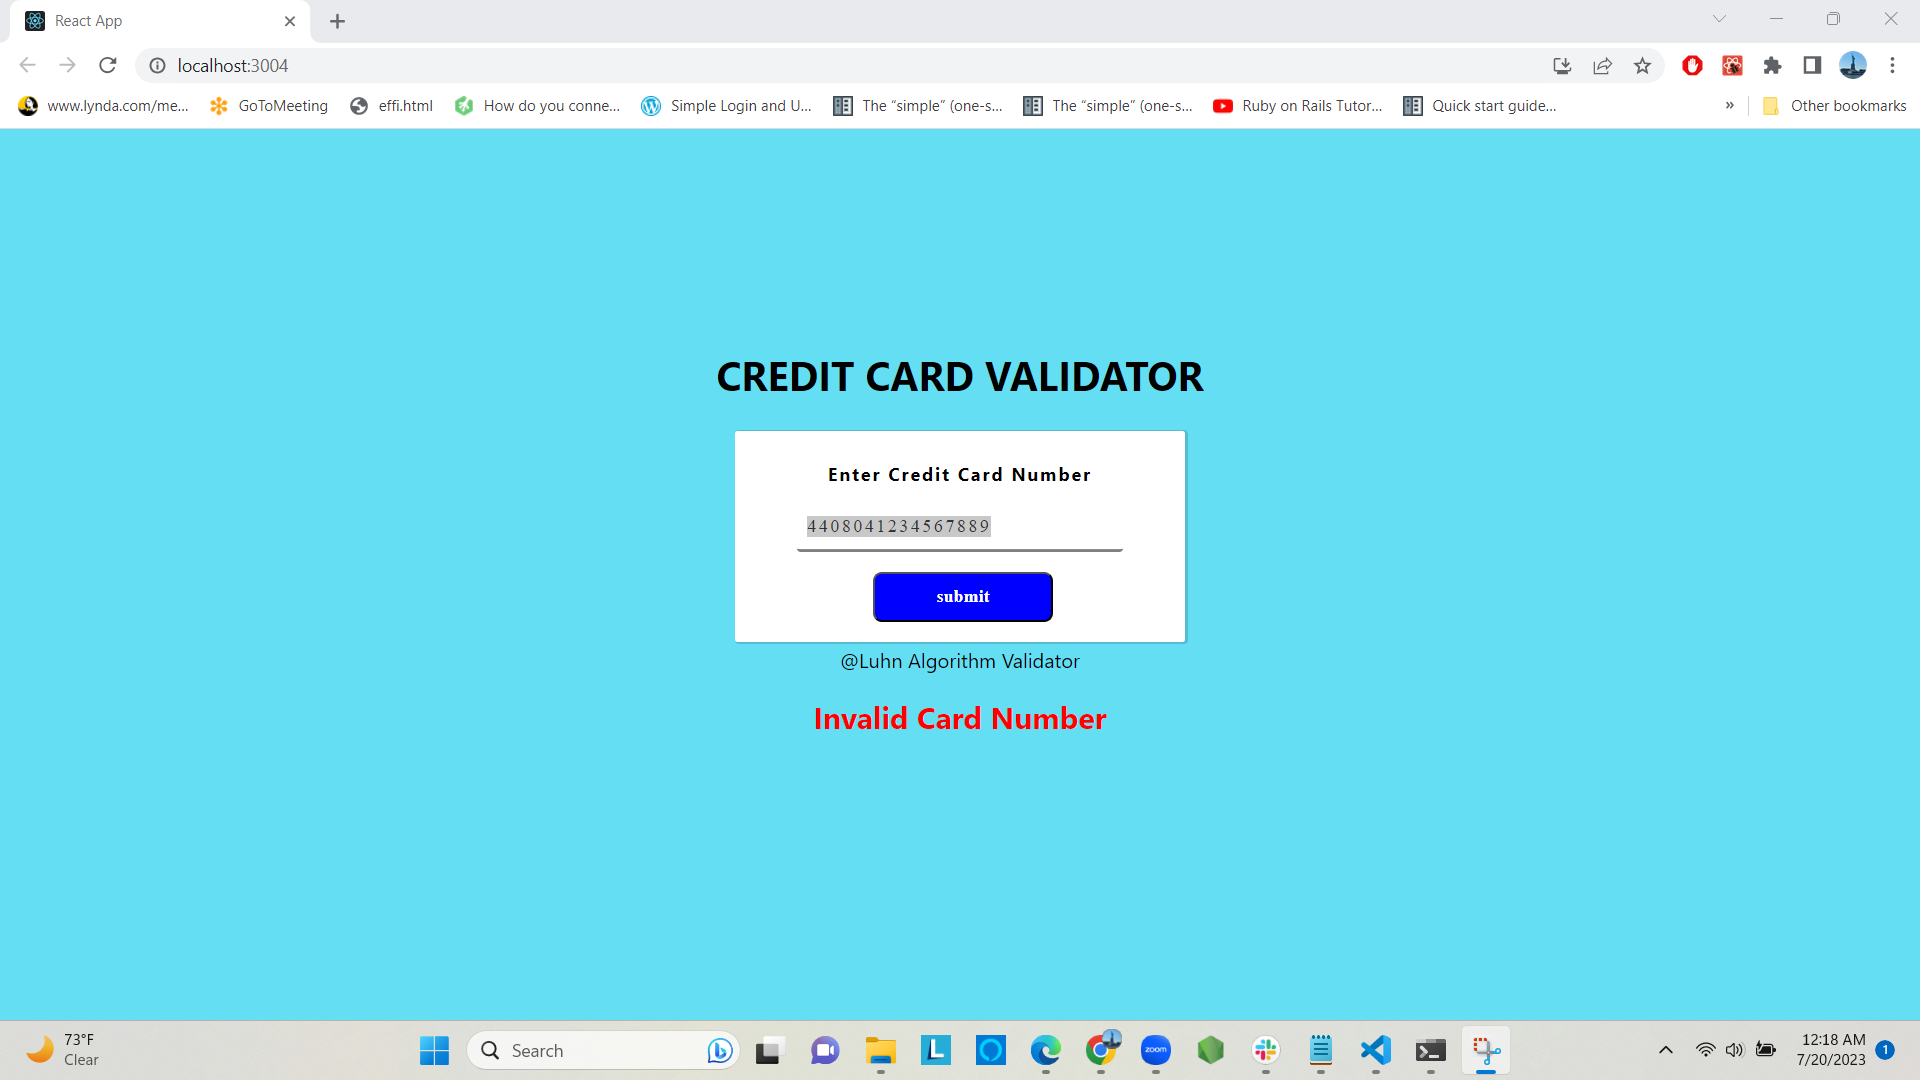 React App
localhost:3004
www.lynda.com/me...
GoToMeeting
effi.html
How do you conne...
Simple Login and U...
The “simple” (one-s...
The “simple” (one-s...
Ruby on Rails Tutor...
Quick start guide...
»
Other bookmarks
CREDIT CARD VALIDATOR
Enter Credit Card Number
4408041234567889
submit
@Luhn Algorithm Validator
Invalid Card Number
73°F
Clear
Search
L
zoom
12:18 AM
7/20/2023
1